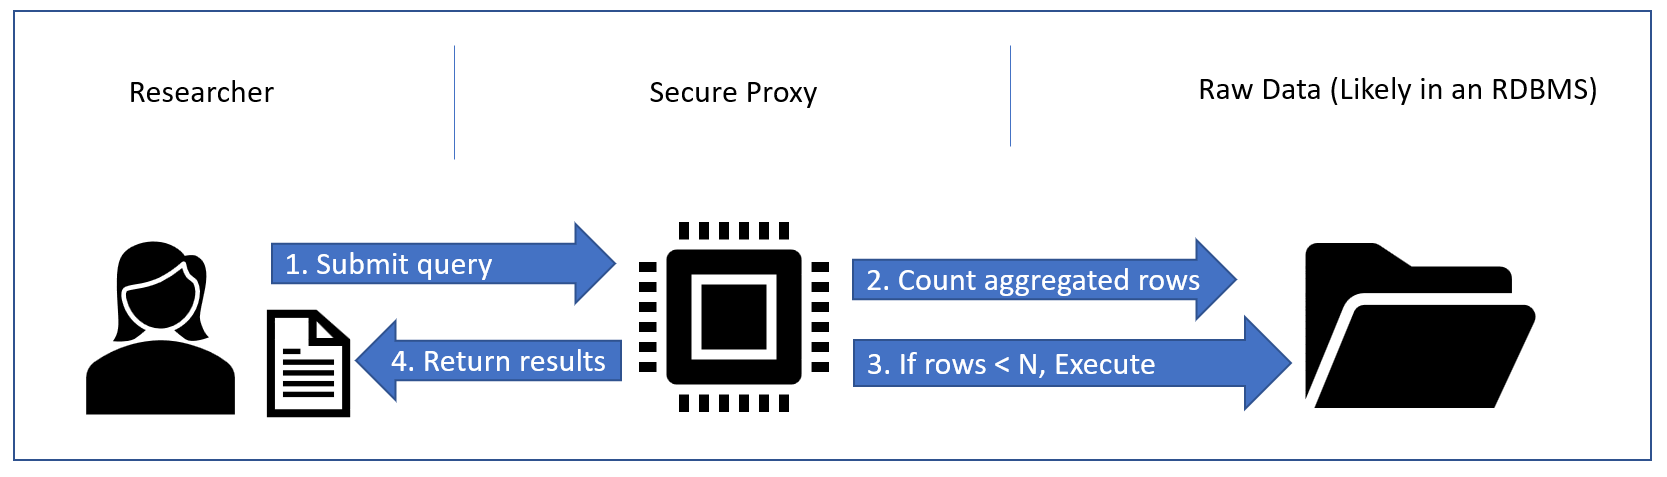 Researcher
Secure Proxy
Raw Data (Likely in an RDBMS)
1. Submit query
2. Count aggregated rows
4. Return results
3. If rows < N, Execute